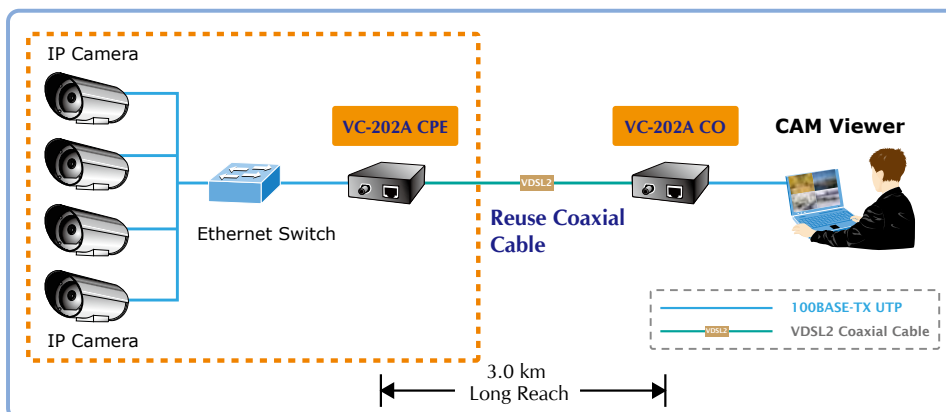 IP Camera
VC-202A CPE
VC-202A CO
CAM Viewer
VDSL2
Ethernet Switch
Reuse Coaxial
Cable
IP Camera
100BASE-TX UTP
VDSL2
VDSL2 Coaxial Cable
3.0 km
Long Reach